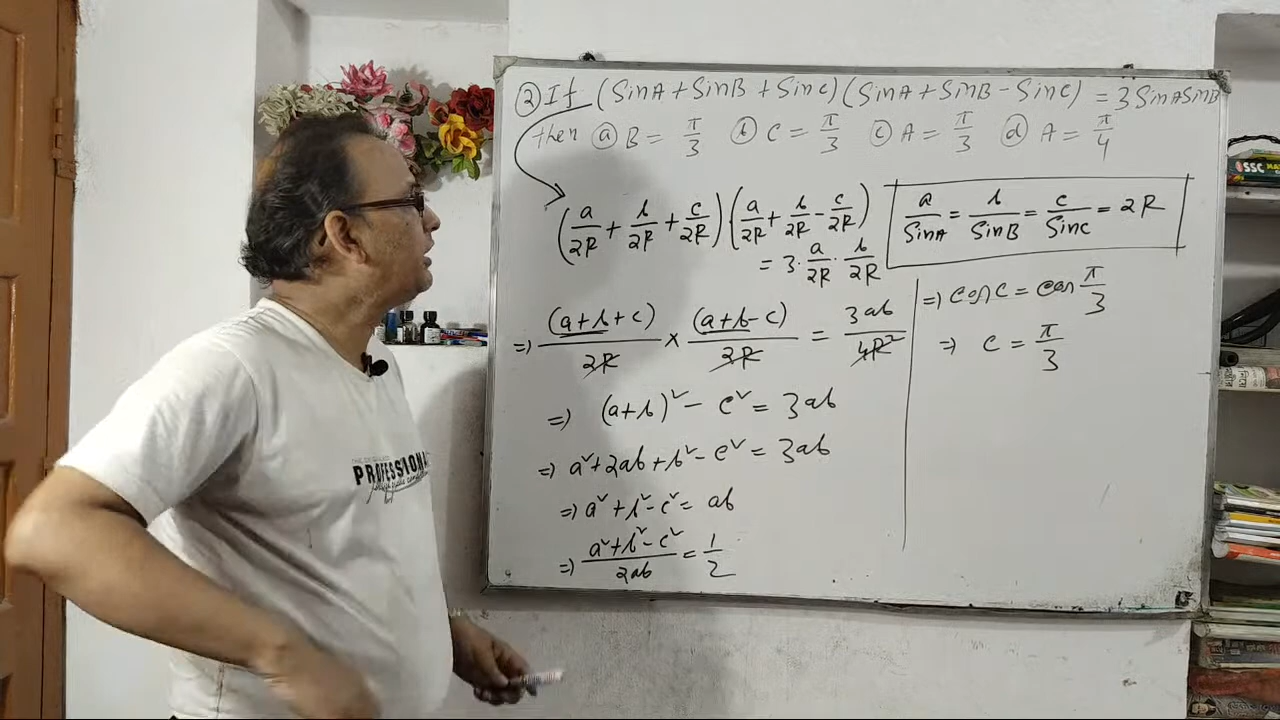 ② If (SinA + SinB + Sinc) (SinA + SinB - Sinc) = 3 SinA SinB
then ⓐ B = π/3 ⓑ C = π/3 ⓒ A = π/3 ⓓ A = π/4
(a/2R + b/2R + c/2R) (a/2R + b/2R - c/2R)
= 3 · a/2R · b/2R
a/SinA = b/SinB = c/Sinc = 2R
=> (a+b+c)/2R × (a+b-c)/2R = 3ab/4R²
=> (a+b)² - c² = 3ab
=> a² + 2ab + b² - c² = 3ab
=> a² + b² - c² = ab
=> (a² + b² - c²)/2ab = 1/2
=> cos c = cos π/3
=> c = π/3
PROFESSIONAL
SSC